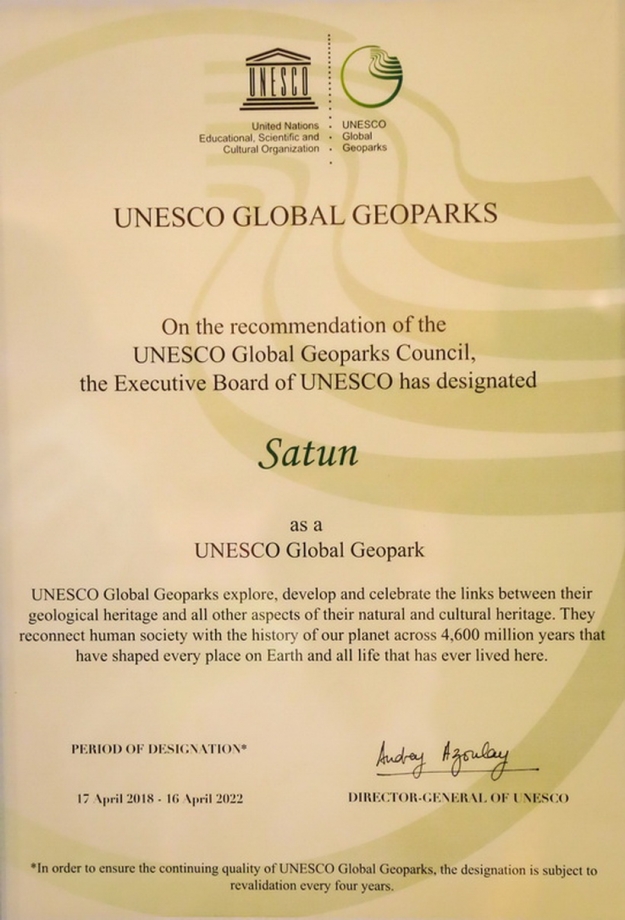 UNESCO
United Nations
Educational, Scientific and
Cultural Organization
UNESCO
Global
Geoparks
UNESCO GLOBAL GEOPARKS
On the recommendation of the
UNESCO Global Geoparks Council,
the Executive Board of UNESCO has designated
Satun
as a
UNESCO Global Geopark
UNESCO Global Geoparks explore, develop and celebrate the links between their
geological heritage and all other aspects of their natural and cultural heritage. They
reconnect human society with the history of our planet across 4,600 million years that
have shaped every place on Earth and all life that has ever lived here.
PERIOD OF DESIGNATION*
17 April 2018 - 16 April 2022
Audrey Azoulay
DIRECTOR-GENERAL OF UNESCO
*In order to ensure the continuing quality of UNESCO Global Geoparks, the designation is subject to
revalidation every four years.